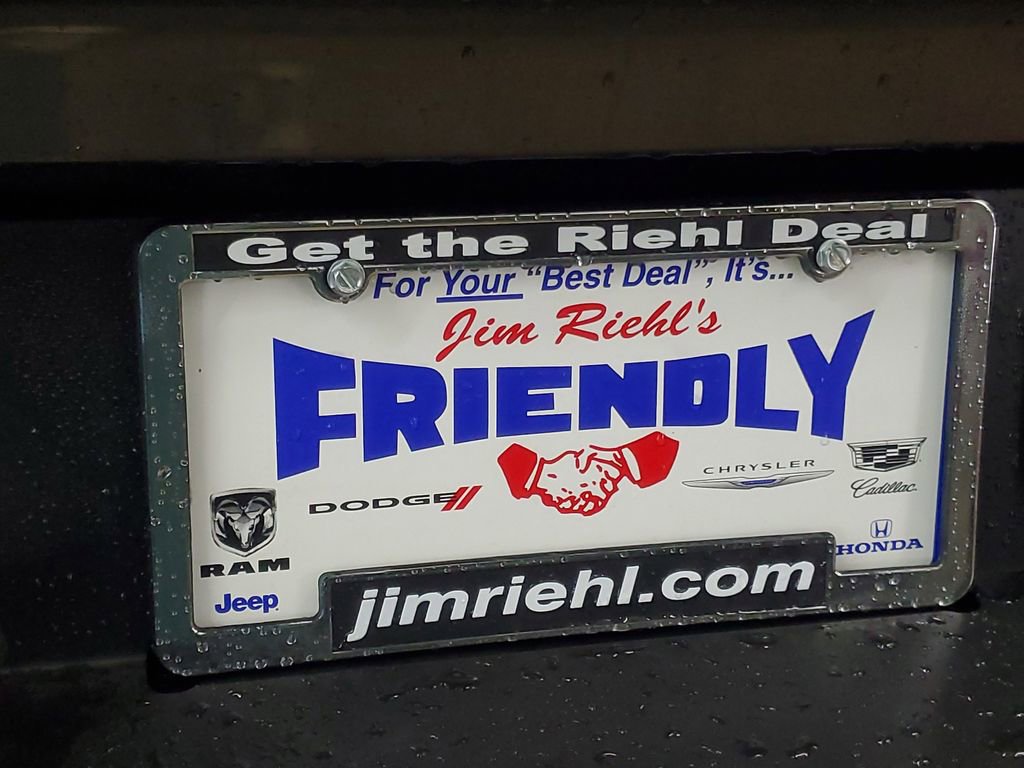 Get the Riehl Deal
For Your "Best Deal", It's...
Jim Riehl's
FRIENDLY
DODGE
CHRYSLER
Cadillac
RAM
HONDA
Jeep
jimriehl.com